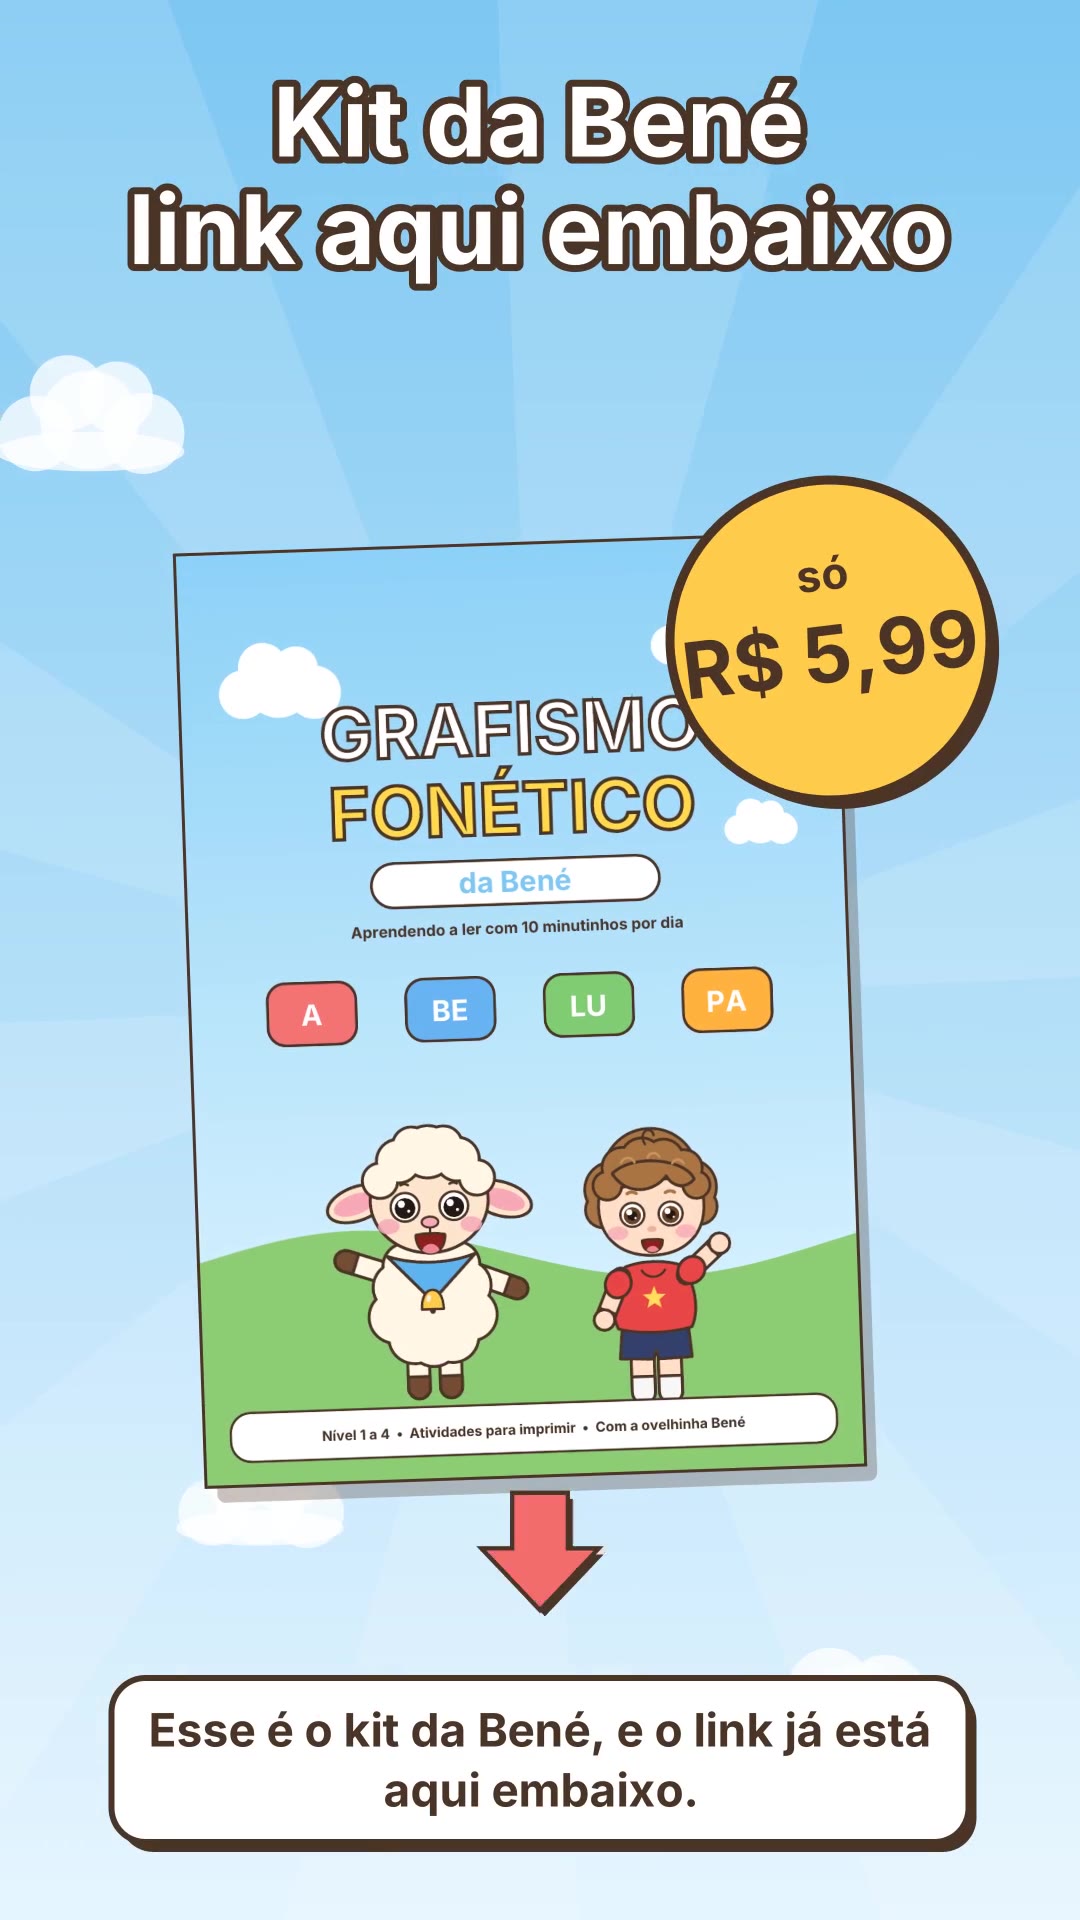 Kit da Bené
link aqui embaixo
só
R$ 5,99
GRAFISMO
FONÉTICO
da Bené
Aprendendo a ler com 10 minutinhos por dia
A BE LU PA
Nível 1 a 4 • Atividades para imprimir • Com a ovelhinha Bené
Esse é o kit da Bené, e o link já está
aqui embaixo.